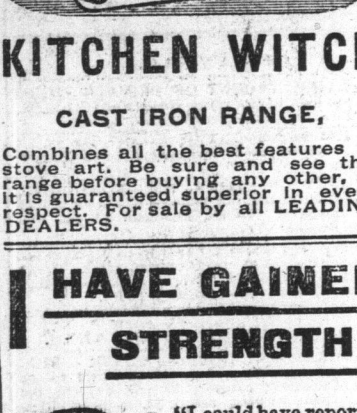 KITCHEN WITC
CAST IRON RANGE,
Combines all the best features
stove art. Be sure and see th
range before buying any other,
it is guaranteed superior in eve
respect. For sale by all LEADIN
DEALERS.
I HAVE GAINE
STRENGTH
"I could have